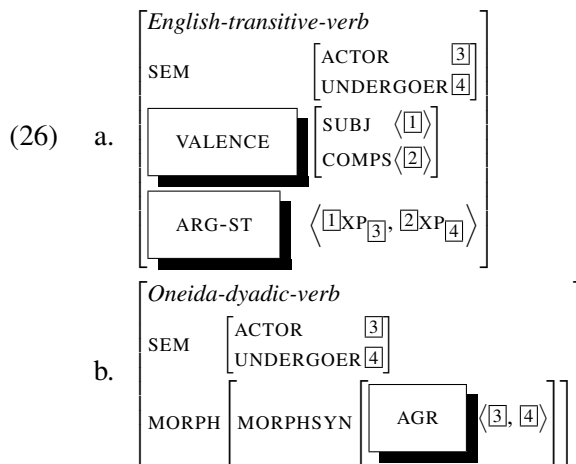 (26) a.
English-transitive-verb
SEM [ACTOR 3
UNDERGOER 4]
VALENCE [SUBJ ⟨1⟩
COMPS ⟨2⟩]
ARG-ST ⟨1XP3, 2XP4⟩
b.
Oneida-dyadic-verb
SEM [ACTOR 3
UNDERGOER 4]
MORPH [MORPHSYN [AGR ⟨3, 4⟩]]